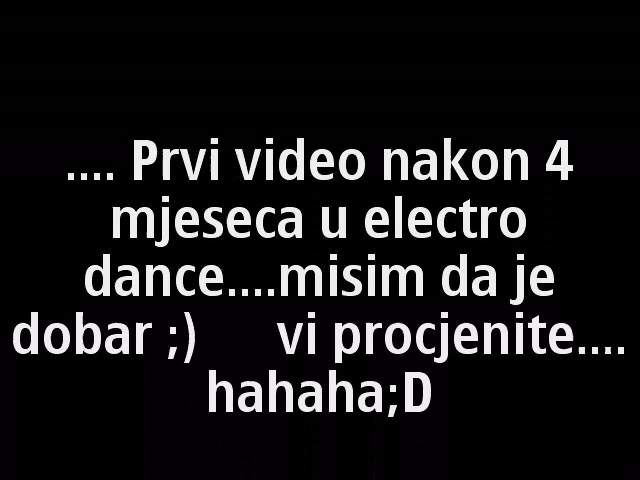 .... Prvi video nakon 4
mjeseca u electro
dance....misim da je
dobar ;) vi procjenite....
hahaha;D